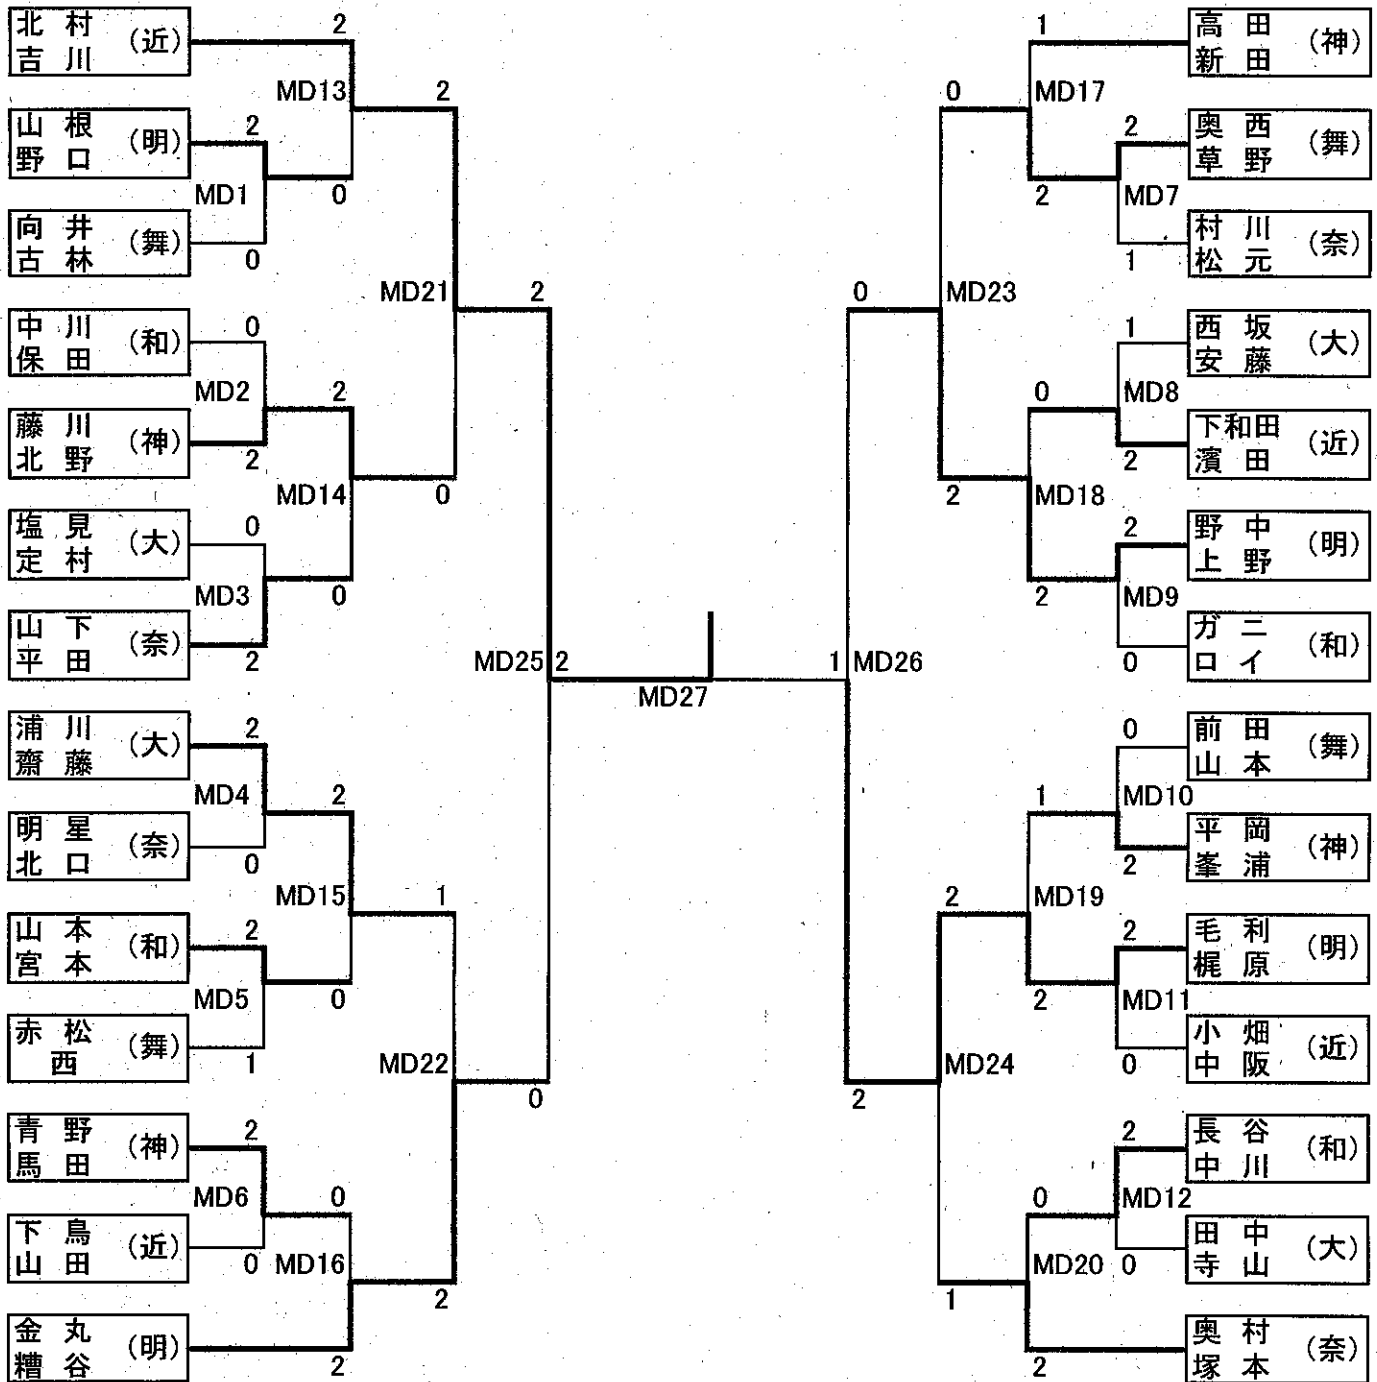 北村 (近)
吉川
2
MD13
2
山根 (明)
野口
2
MD1
0
向井 (舞)
古林
0
MD21
2
中川 (和)
保田
0
MD2
2
藤川 (神)
北野
2
MD14
0
塩見 (大)
定村
0
MD3
0
山下 (奈)
平田
2
MD25
2
MD27
浦川 (大)
齋藤
2
MD4
2
明星 (奈)
北口
0
MD15
1
山本 (和)
宮本
2
MD5
0
赤松 (舞)
西
1
MD22
0
青野 (神)
馬田
2
MD6
0
下鳥 (近)
山田
0
MD16
2
金丸 (明)
糟谷
2
1
高田 (神)
新田
0
MD17
2
奥西 (舞)
草野
2
MD7
村川 (奈)
松元
1
0
MD23
1
西坂 (大)
安藤
0
MD8
下和田 (近)
濱田
2
2
MD18
2
野中 (明)
上野
2
MD9
ガニ (和)
ロイ
0
1
MD26
0
前田 (舞)
山本
1
MD10
平岡 (神)
峯浦
2
2
MD19
2
毛利 (明)
梶原
2
MD11
小畑 (近)
中阪
0
2
MD24
2
長谷 (和)
中川
0
MD12
田中 (大)
寺山
0
1
MD20
奥村 (奈)
塚本
2